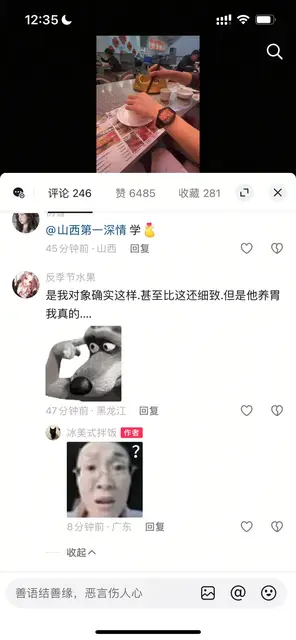 12:35
评论 246
赞 6485
收藏 281
@山西第一深情 学
45分钟前 · 山西 回复
反季节水果
是我对象确实这样.甚至比这还细致.但是他养胃
我真的....
47分钟前 · 黑龙江 回复
冰美式拌饭 作者
?
8分钟前 · 广东 回复
收起
善语结善缘，恶言伤人心